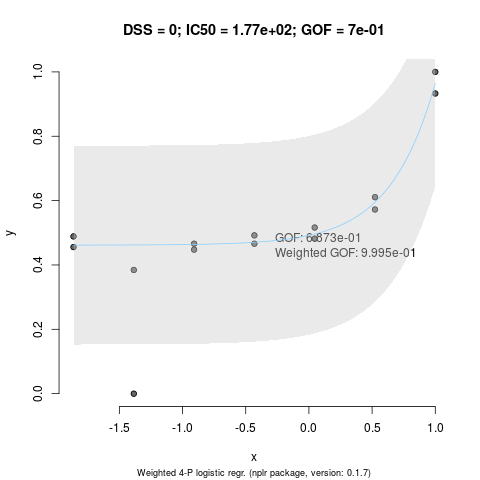 DSS = 0; IC50 = 1.77e+02; GOF = 7e-01
1.0
0.8
0.6
0.4
0.2
0.0
y
GOF: 6.873e-01
Weighted GOF: 9.995e-01
-1.5 -1.0 -0.5 0.0 0.5 1.0
x
Weighted 4-P logistic regr. (nplr package, version: 0.1.7)